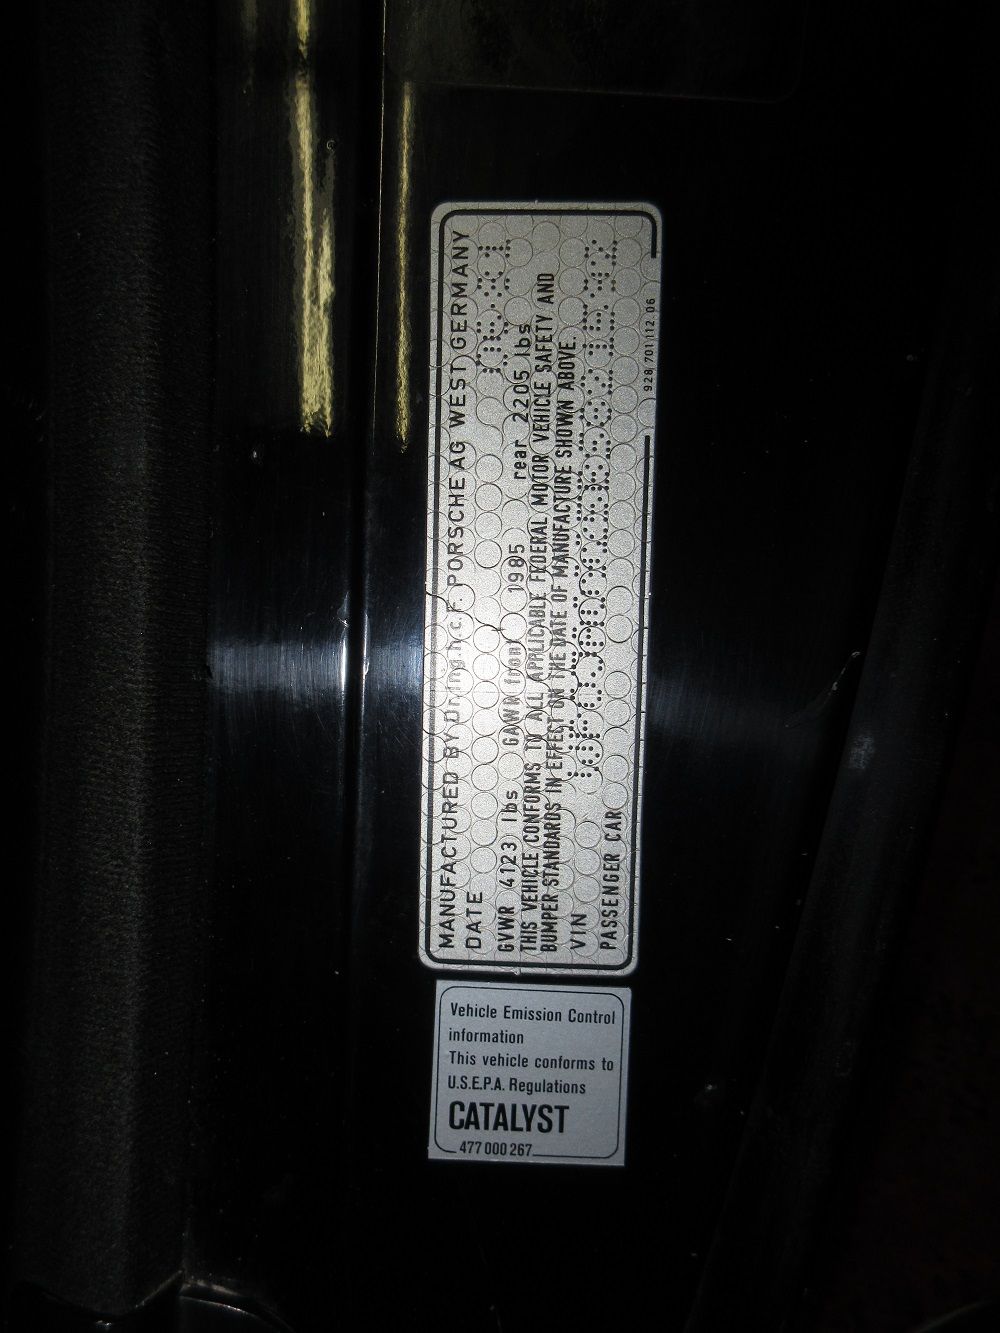 MANUFACTURED BY Dr.Ing.h.c.F. PORSCHE AG WEST GERMANY
DATE
GVWR 4123 lbs GAWR front 1985 rear 2205 lbs
THIS VEHICLE CONFORMS TO ALL APPLICABLE FEDERAL MOTOR VEHICLE SAFETY AND
BUMPER STANDARDS IN EFFECT ON THE DATE OF MANUFACTURE SHOWN ABOVE.
VIN
PASSENGER CAR
928 701 112 06
Vehicle Emission Control
information
This vehicle conforms to
U.S.E.P.A. Regulations
CATALYST
477 000 267